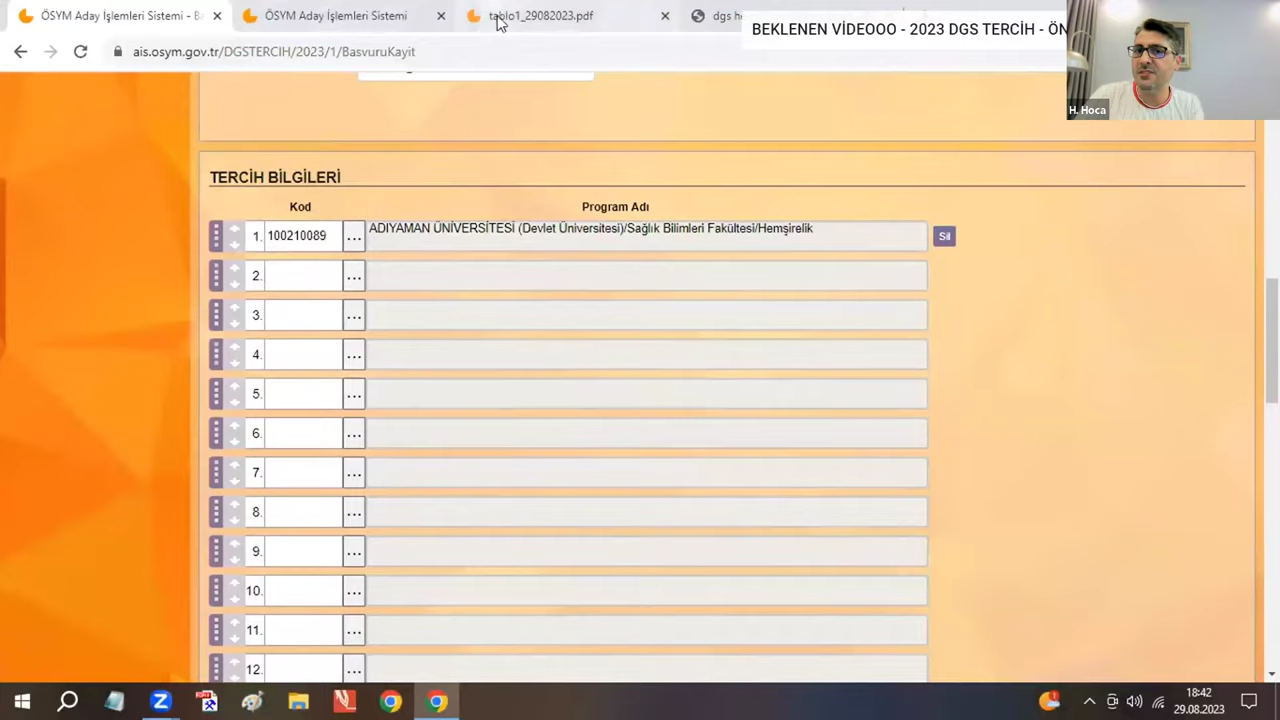 ÖSYM Aday İşlemleri Sistemi - Ba
ÖSYM Aday İşlemleri Sistemi
tablo1_29082023.pdf
dgs he
BEKLENEN VİDEOOO - 2023 DGS TERCİH - ÖN
ais.osym.gov.tr/DGSTERCIH/2023/1/BasvuruKayit
H. Hoca
TERCİH BİLGİLERİ
Kod Program Adı
1. 100210089 ... ADIYAMAN ÜNİVERSİTESİ (Devlet Üniversitesi)/Sağlık Bilimleri Fakültesi/Hemşirelik Sil
2. ...
3. ...
4. ...
5. ...
6. ...
7. ...
8. ...
9. ...
10. ...
11. ...
12. ...
18:42
29.08.2023